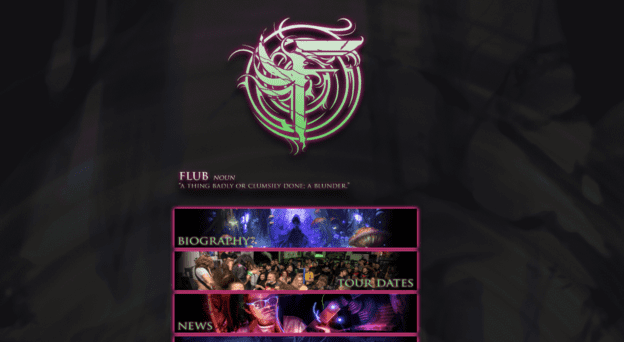 FLUB NOUN
"A THING BADLY OR CLUMSILY DONE; A BLUNDER."
BIOGRAPHY
TOUR DATES
NEWS